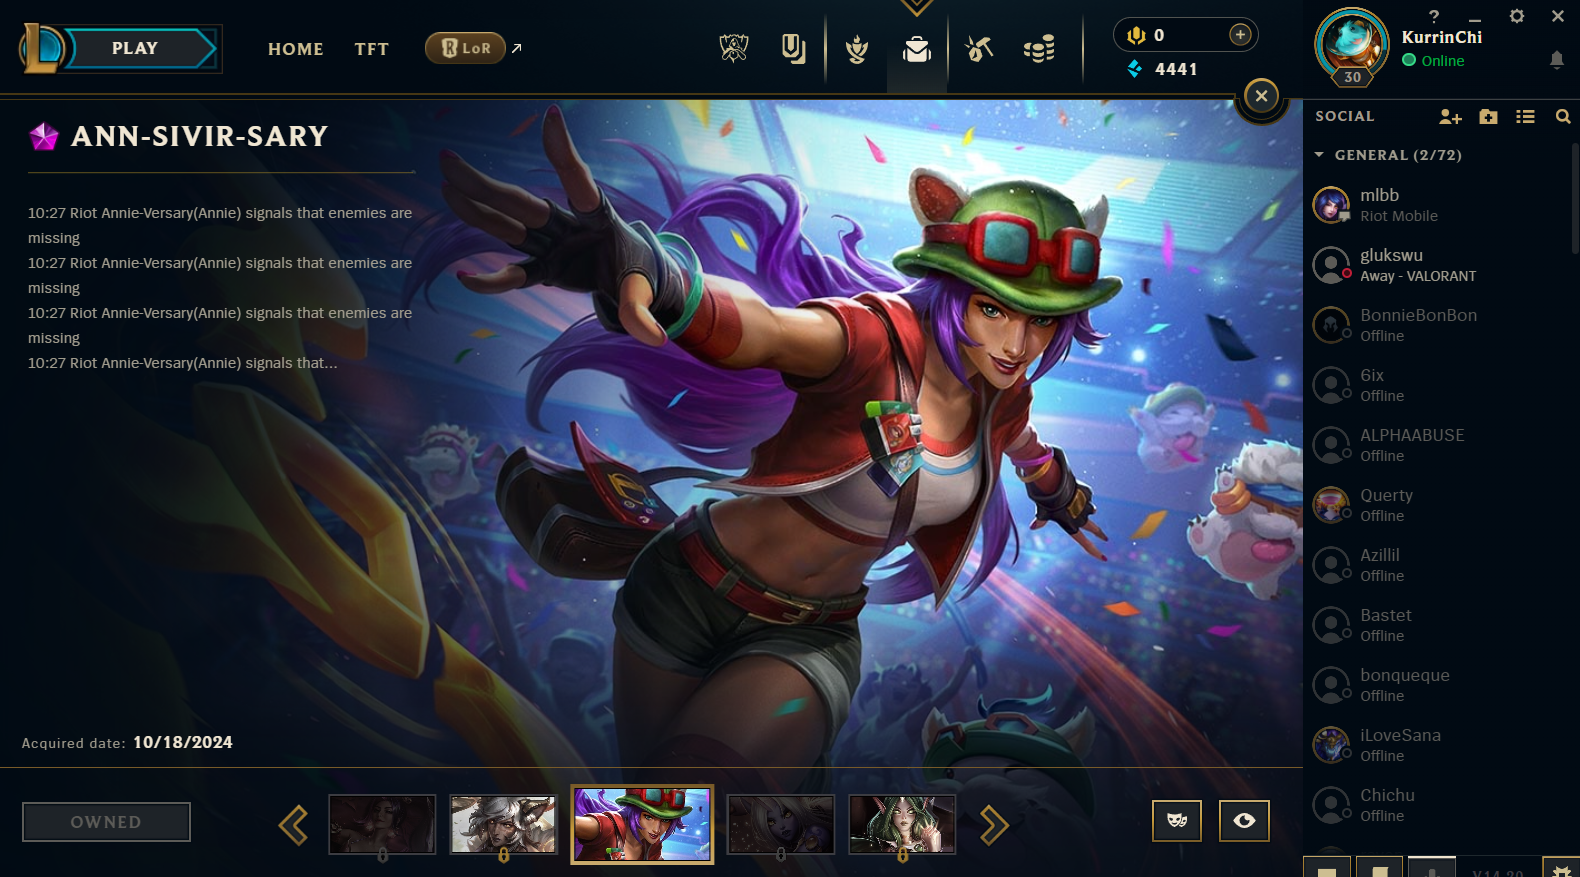 PLAY
HOME
TFT
LoR
0
4441
30
KurrinChi
Online
ANN-SIVIR-SARY
10:27 Riot Annie-Versary(Annie) signals that enemies are
missing
10:27 Riot Annie-Versary(Annie) signals that enemies are
missing
10:27 Riot Annie-Versary(Annie) signals that enemies are
missing
10:27 Riot Annie-Versary(Annie) signals that...
Acquired date: 10/18/2024
OWNED
SOCIAL
GENERAL (2/72)
mlbb
Riot Mobile
glukswu
Away - VALORANT
BonnieBonBon
Offline
6ix
Offline
ALPHAABUSE
Offline
Querty
Offline
Azillil
Offline
Bastet
Offline
bonqueque
Offline
iLoveSana
Offline
Chichu
Offline
V14.20